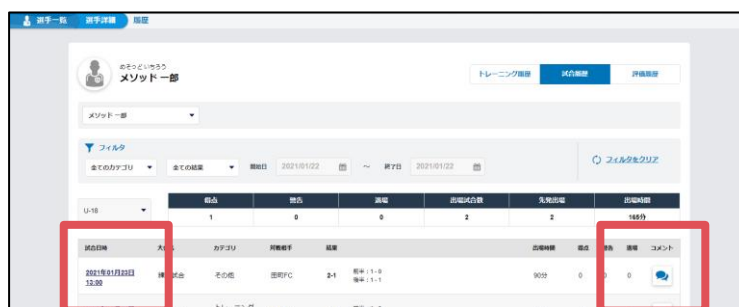 選手一覧 選手詳細 履歴
めそっどいちろう
メソッド 一郎
トレーニング履歴 試合履歴 評価履歴
メソッド 一郎
フィルタ
全てのカテゴリ 全ての結果 開始日 2021/01/22 ～ 終了日 2021/01/22 フィルタをクリア
U-18
得点 警告 退場 出場試合数 先発出場 出場時間
1 0 0 2 2 168分
試合日時 カテゴリ 対戦相手 結果 出場時間 得点 警告 退場 コメント
2021年01月23日
13:00
試合 その他 2-1 前半：1-0
後半：1-1
90分 0 0
トレーニング